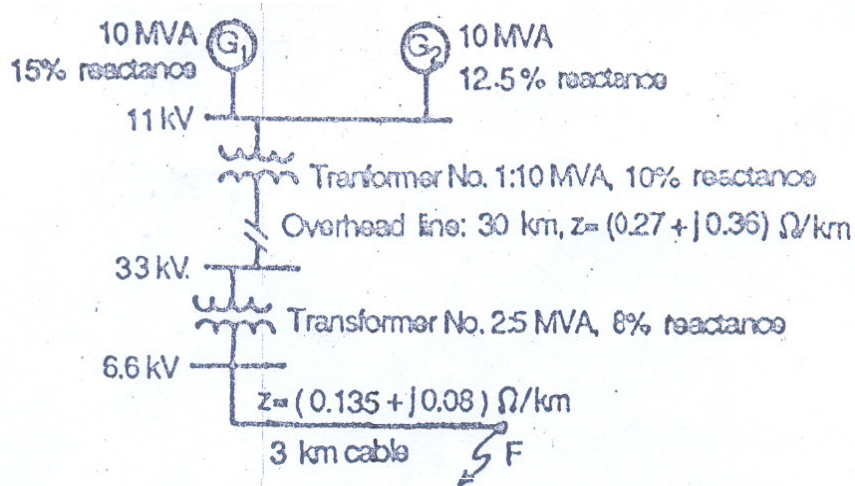 10 MVA G1 G2 10 MVA
15% reactance 12.5% reactance
11 kV
Tranformer No. 1:10 MVA, 10% reactance
Overhead line: 30 km, z= (0.27 + j 0.36) Ω/km
33 kV.
Transformer No. 2:5 MVA, 8% reactance
6.6 kV
z= ( 0.135 + j 0.08 ) Ω/km
3 km cable F